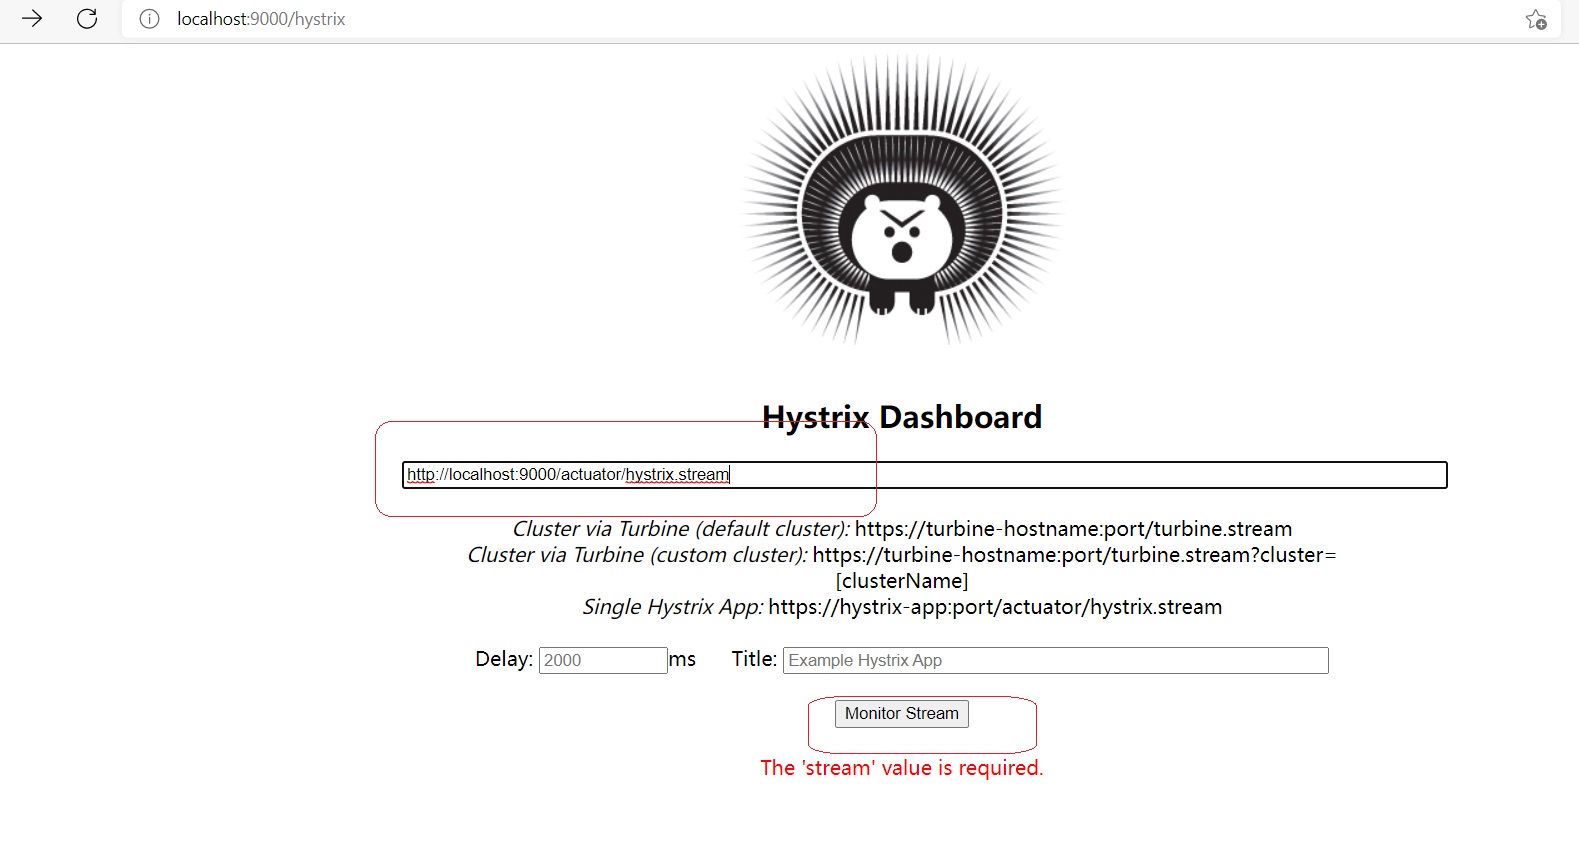 localhost:9000/hystrix
Hystrix Dashboard
http://localhost:9000/actuator/hystrix.stream
Cluster via Turbine (default cluster): https://turbine-hostname:port/turbine.stream
Cluster via Turbine (custom cluster): https://turbine-hostname:port/turbine.stream?cluster=
[clusterName]
Single Hystrix App: https://hystrix-app:port/actuator/hystrix.stream
Delay: 2000 ms Title: Example Hystrix App
Monitor Stream
The 'stream' value is required.